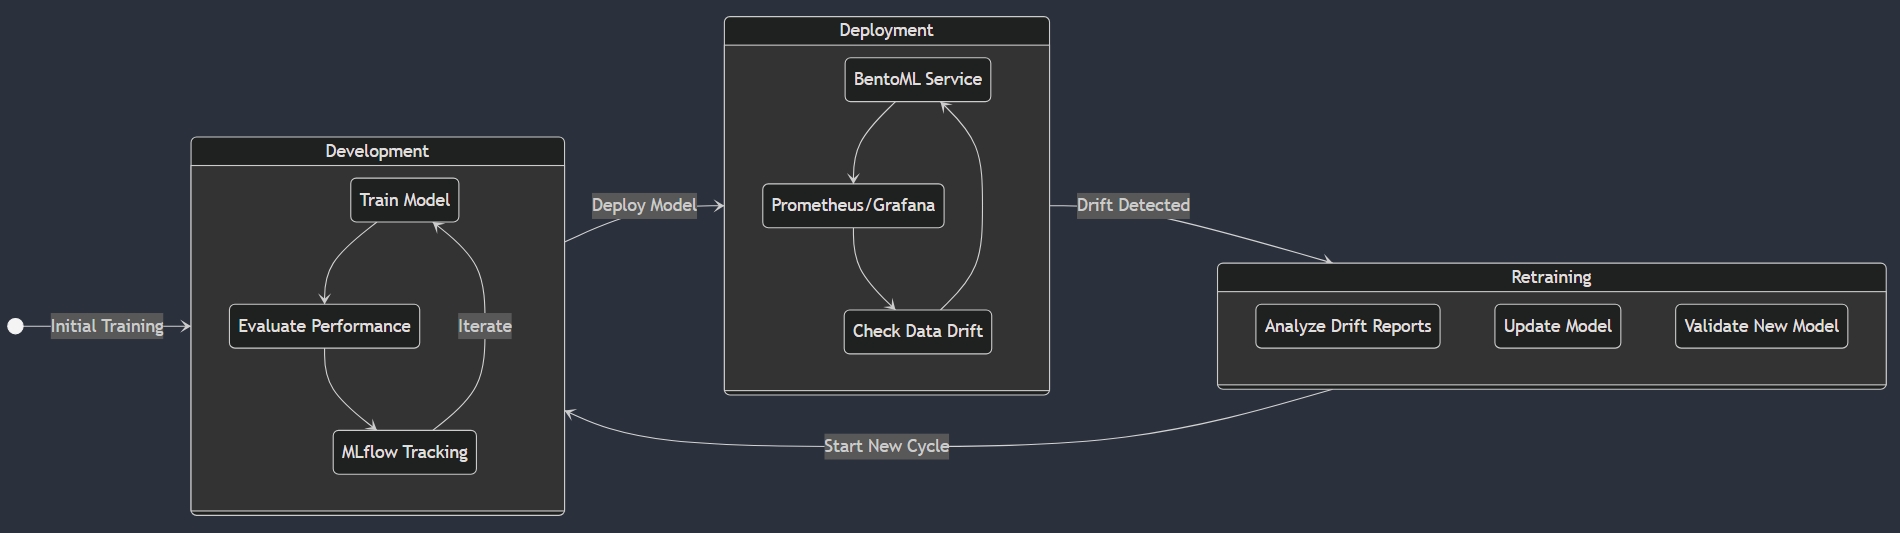 Initial Training
Development
Train Model
Evaluate Performance
Iterate
MLflow Tracking
Deploy Model
Deployment
BentoML Service
Prometheus/Grafana
Check Data Drift
Drift Detected
Retraining
Analyze Drift Reports
Update Model
Validate New Model
Start New Cycle